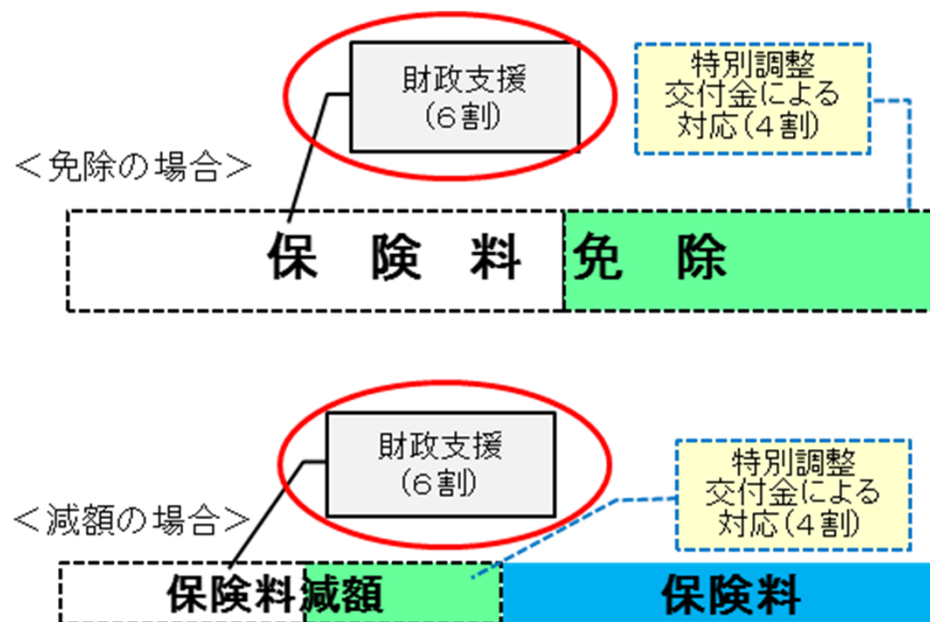 財政支援
(6割)
特別調整
交付金による
対応(4割)
＜免除の場合＞
保険料免除
財政支援
(6割)
特別調整
交付金による
対応(4割)
＜減額の場合＞
保険料減額
保険料